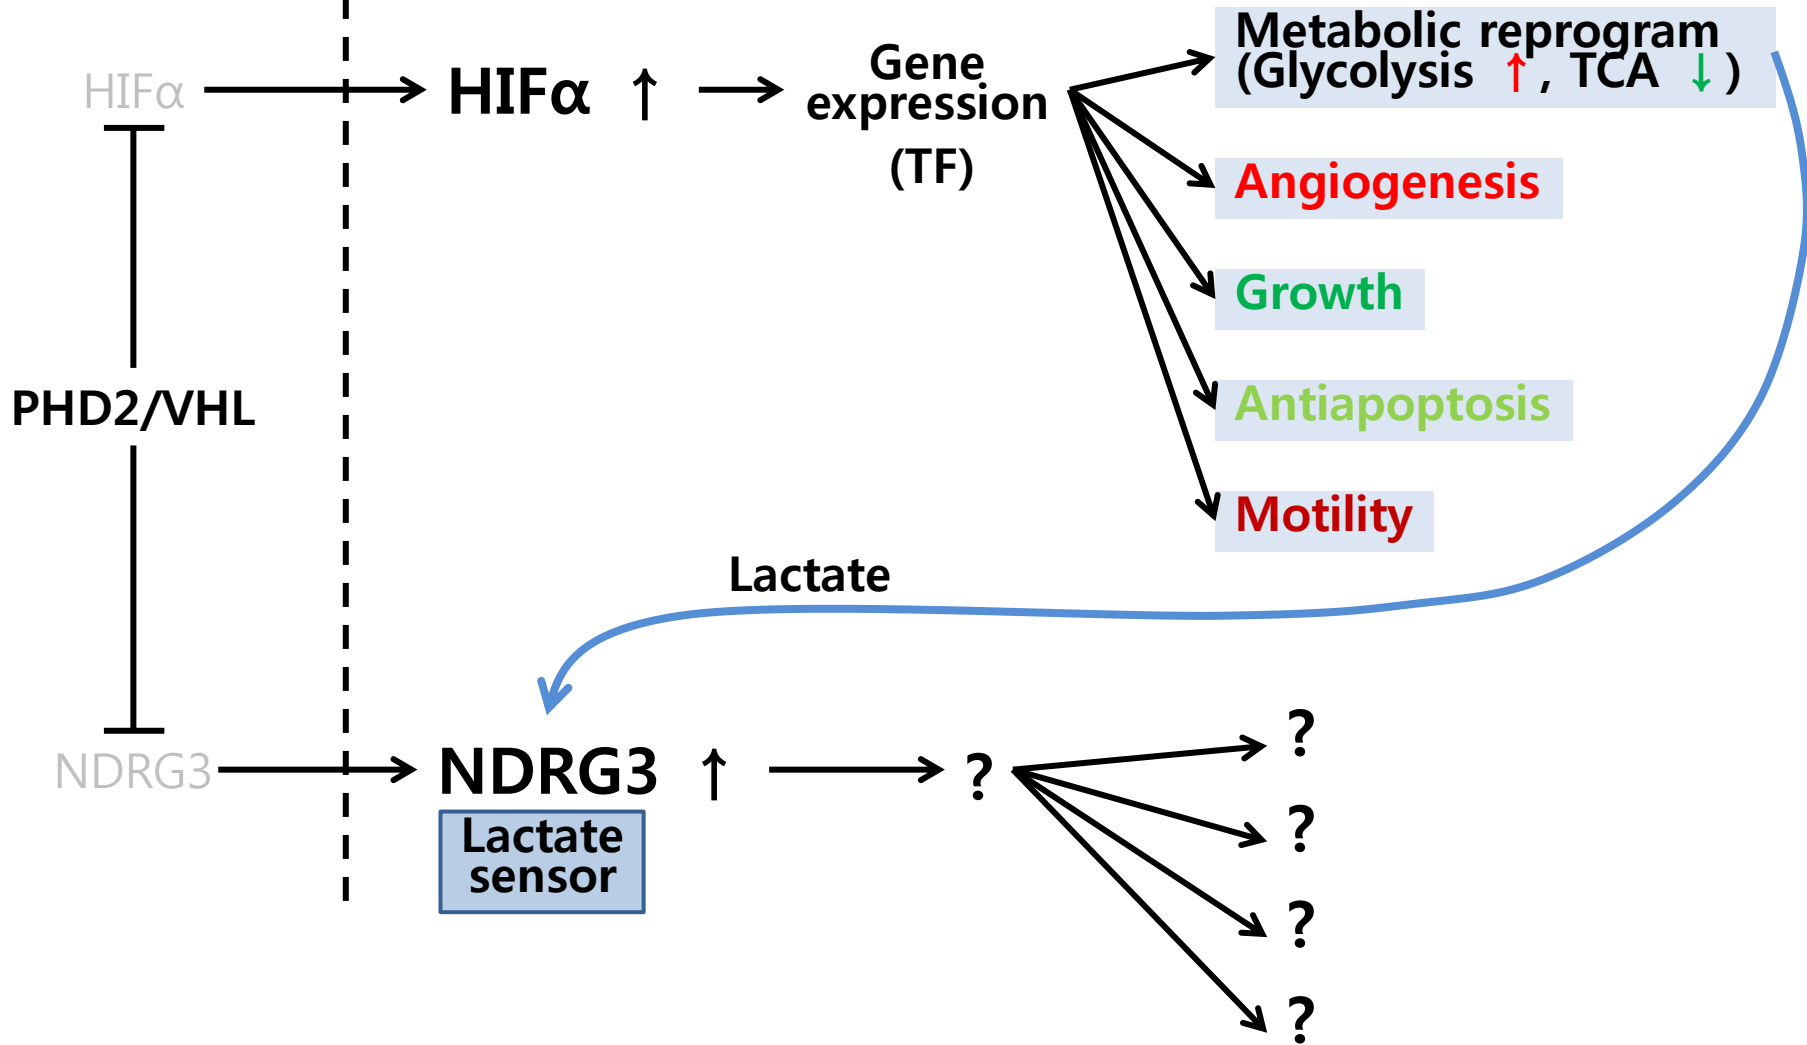 HIFα
HIFα ↑
Gene
expression
(TF)
Metabolic reprogram
(Glycolysis ↑, TCA ↓)
Angiogenesis
Growth
Antiapoptosis
Motility
PHD2/VHL
Lactate
NDRG3
NDRG3 ↑
Lactate
sensor
?
?
?
?
?